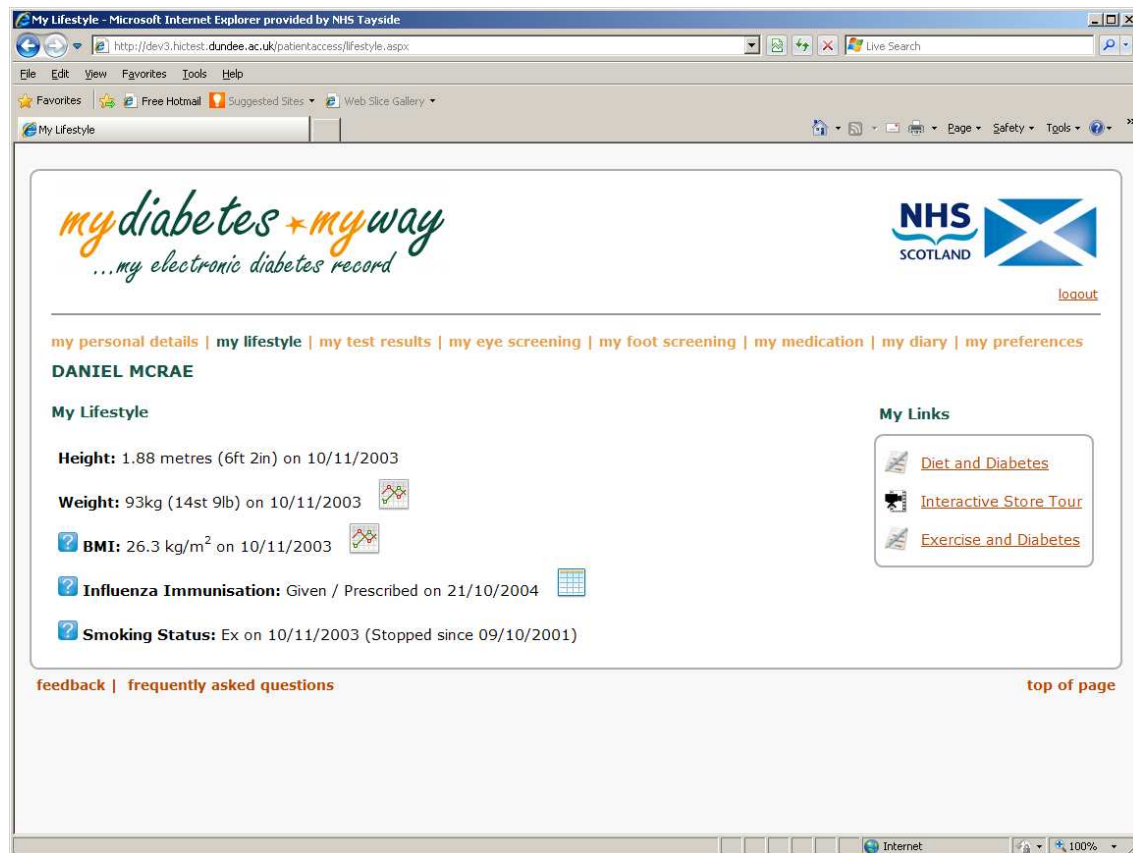 My Lifestyle - Microsoft Internet Explorer provided by NHS Tayside
http://dev3.hictest.dundee.ac.uk/patientaccess/lifestyle.aspx
Live Search
File Edit View Favorites Tools Help
Favorites Free Hotmail Suggested Sites Web Slice Gallery
My Lifestyle
Page Safety Tools
mydiabetes myway
...my electronic diabetes record
NHS
SCOTLAND
logout
my personal details | my lifestyle | my test results | my eye screening | my foot screening | my medication | my diary | my preferences
DANIEL MCRAE
My Lifestyle
My Links
Height: 1.88 metres (6ft 2in) on 10/11/2003
Diet and Diabetes
Weight: 93kg (14st 9lb) on 10/11/2003
Interactive Store Tour
? BMI: 26.3 kg/m² on 10/11/2003
Exercise and Diabetes
? Influenza Immunisation: Given / Prescribed on 21/10/2004
? Smoking Status: Ex on 10/11/2003 (Stopped since 09/10/2001)
feedback | frequently asked questions
top of page
Internet
100%